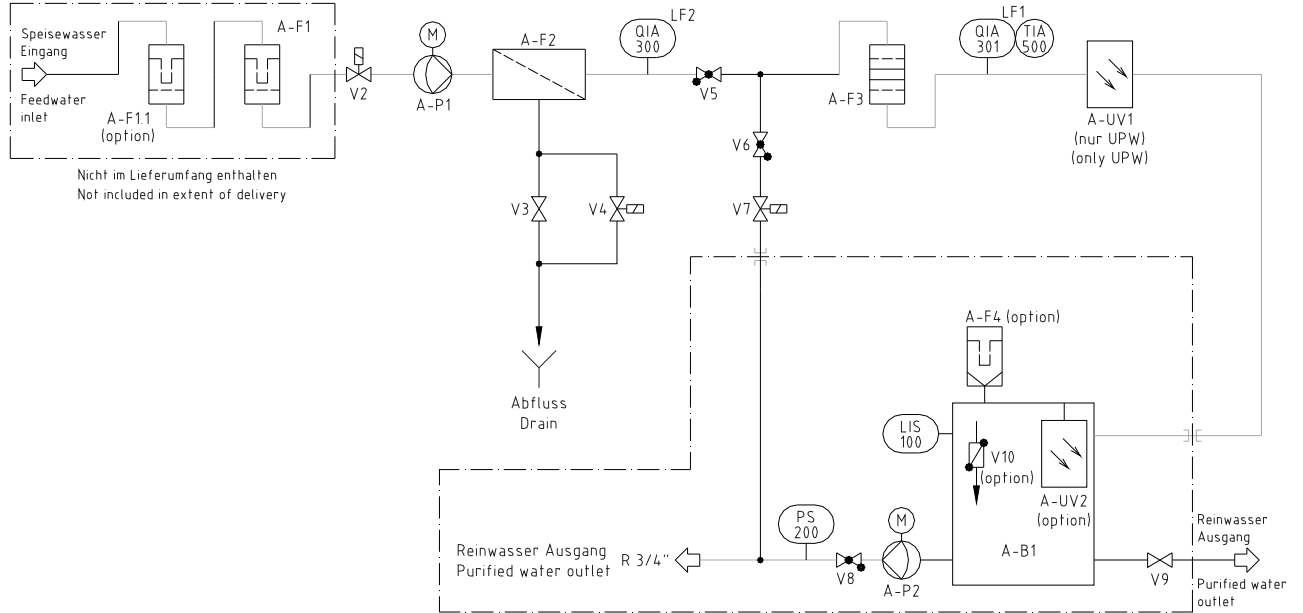 Speisewasser
Eingang
Feedwater
inlet
A-F1.1
(option)
A-F1
Nicht im Lieferumfang enthalten
Not included in extent of delivery
V2
M
A-P1
A-F2
V3
V4
Abfluss
Drain
QIA
300
LF2
V5
V6
V7
A-F3
LF1
QIA
301
TIA
500
A-UV1
(nur UPW)
(only UPW)
A-F4 (option)
LIS
100
V10
(option)
A-UV2
(option)
A-B1
Reinwasser Ausgang
Purified water outlet
R 3/4"
PS
200
V8
M
A-P2
V9
Reinwasser
Ausgang
Purified water
outlet